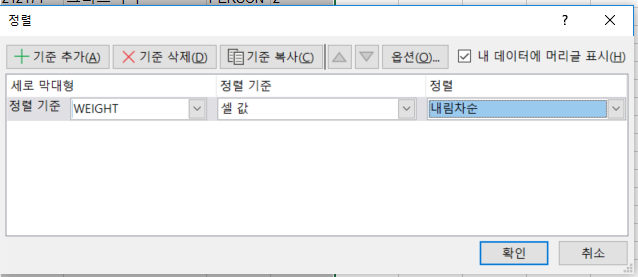 정렬 ? ×
기준 추가(A) 기준 삭제(D) 기준 복사(C) 옵션(O)... 내 데이터에 머리글 표시(H)
세로 막대형 정렬 기준 정렬
정렬 기준 WEIGHT 셀 값 내림차순
확인 취소